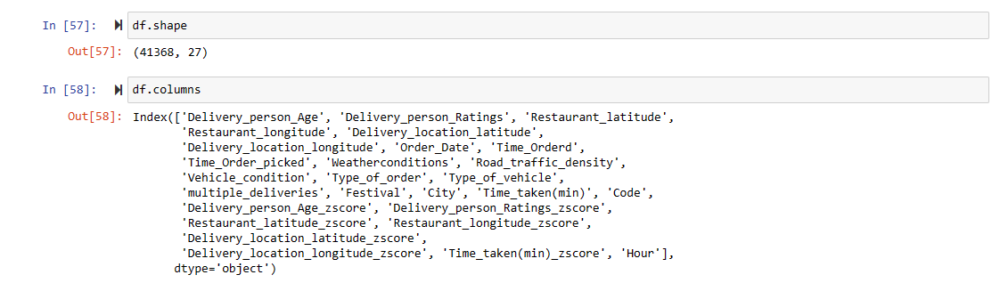 In [57]: df.shape
Out[57]: (41368, 27)
In [58]: df.columns
Out[58]: Index(['Delivery_person_Age', 'Delivery_person_Ratings', 'Restaurant_latitude',
'Restaurant_longitude', 'Delivery_location_latitude',
'Delivery_location_longitude', 'Order_Date', 'Time_Orderd',
'Time_Order_picked', 'Weatherconditions', 'Road_traffic_density',
'Vehicle_condition', 'Type_of_order', 'Type_of_vehicle',
'multiple_deliveries', 'Festival', 'City', 'Time_taken(min)', 'Code',
'Delivery_person_Age_zscore', 'Delivery_person_Ratings_zscore',
'Restaurant_latitude_zscore', 'Restaurant_longitude_zscore',
'Delivery_location_latitude_zscore',
'Delivery_location_longitude_zscore', 'Time_taken(min)_zscore', 'Hour'],
dtype='object')